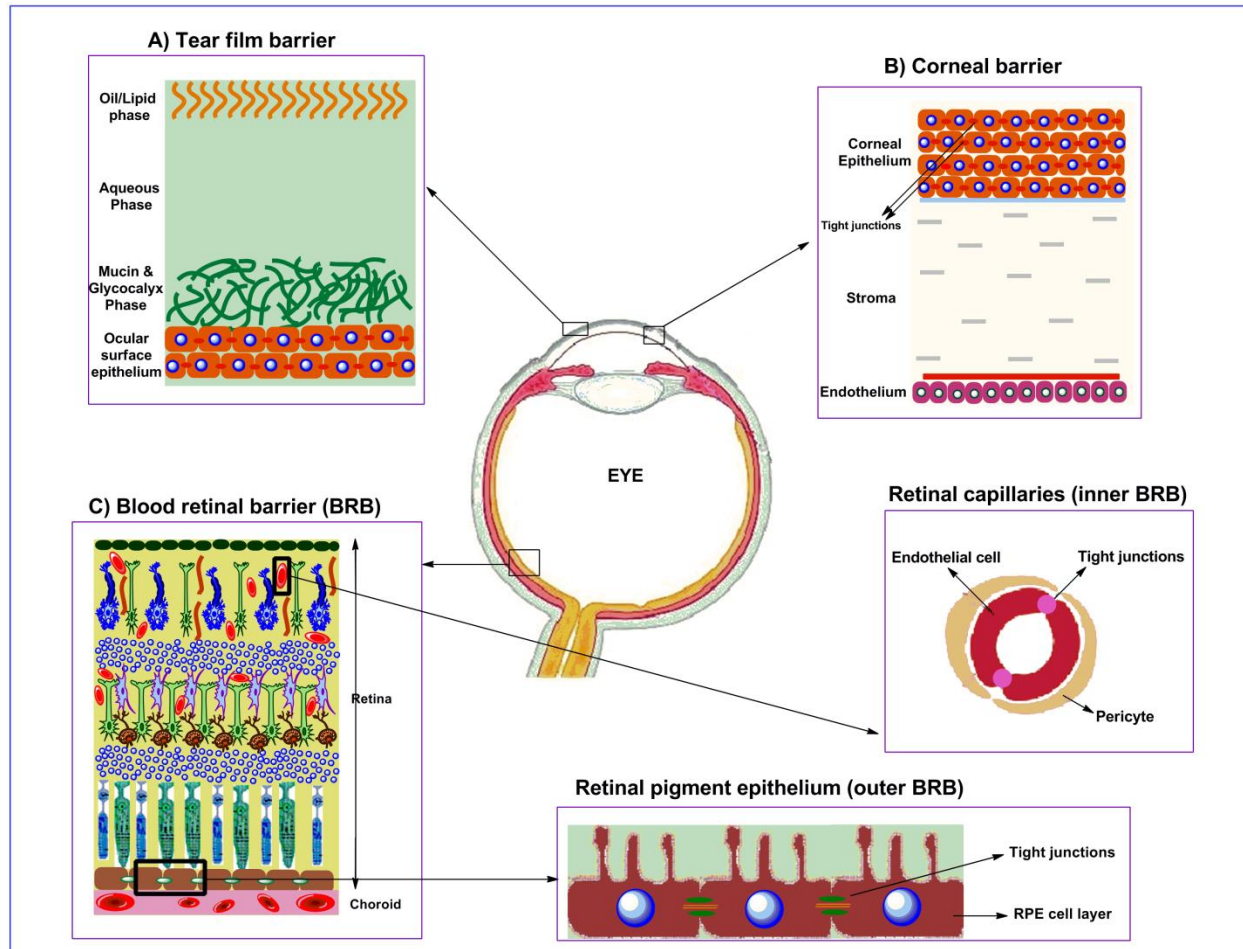 A) Tear film barrier
Oil/Lipid
phase
Aqueous
Phase
Mucin &
Glycocalyx
Phase
Ocular
surface
epithelium
B) Corneal barrier
Corneal
Epithelium
Tight junctions
Stroma
Endothelium
EYE
C) Blood retinal barrier (BRB)
Retina
Choroid
Retinal capillaries (inner BRB)
Endothelial cell
Tight junctions
Pericyte
Retinal pigment epithelium (outer BRB)
Tight junctions
RPE cell layer